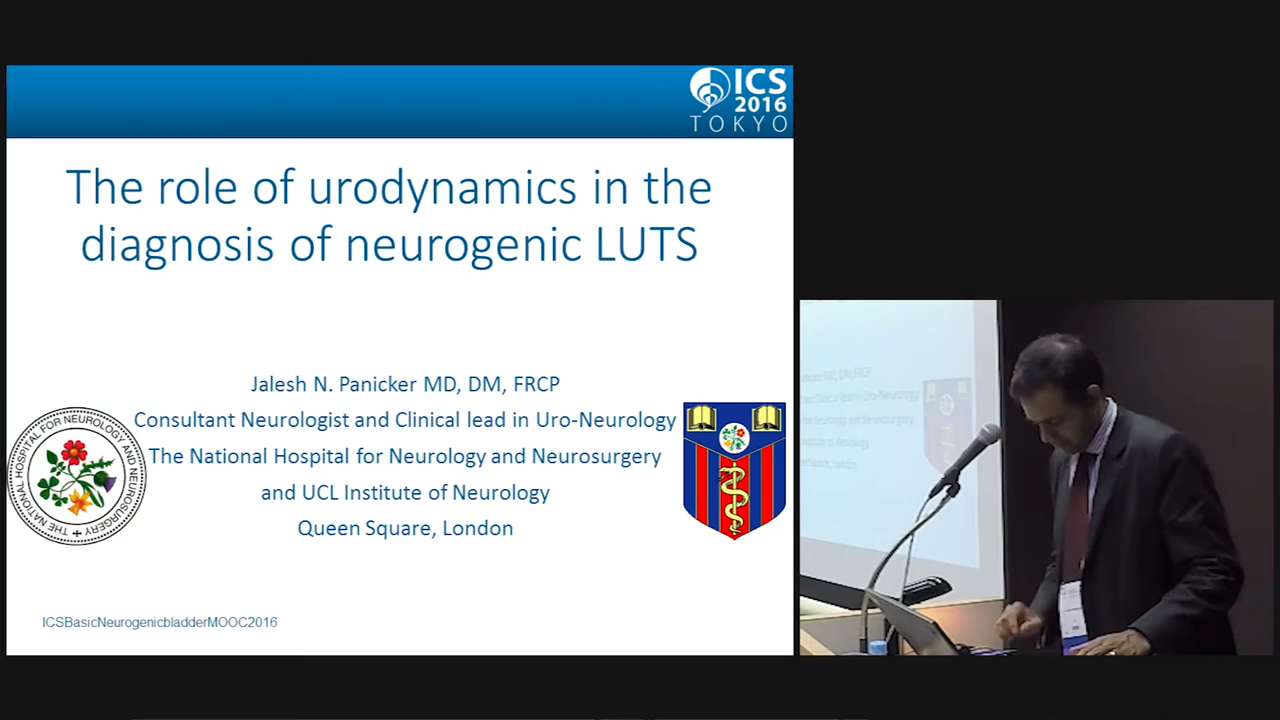 ICS
2016
TOKYO
The role of urodynamics in the
diagnosis of neurogenic LUTS
Jalesh N. Panicker MD, DM, FRCP
Consultant Neurologist and Clinical lead in Uro-Neurology
The National Hospital for Neurology and Neurosurgery
and UCL Institute of Neurology
Queen Square, London
THE NATIONAL HOSPITAL FOR NEUROLOGY AND NEUROSURGERY
ICSBasicNeurogenicbladderMOOC2016